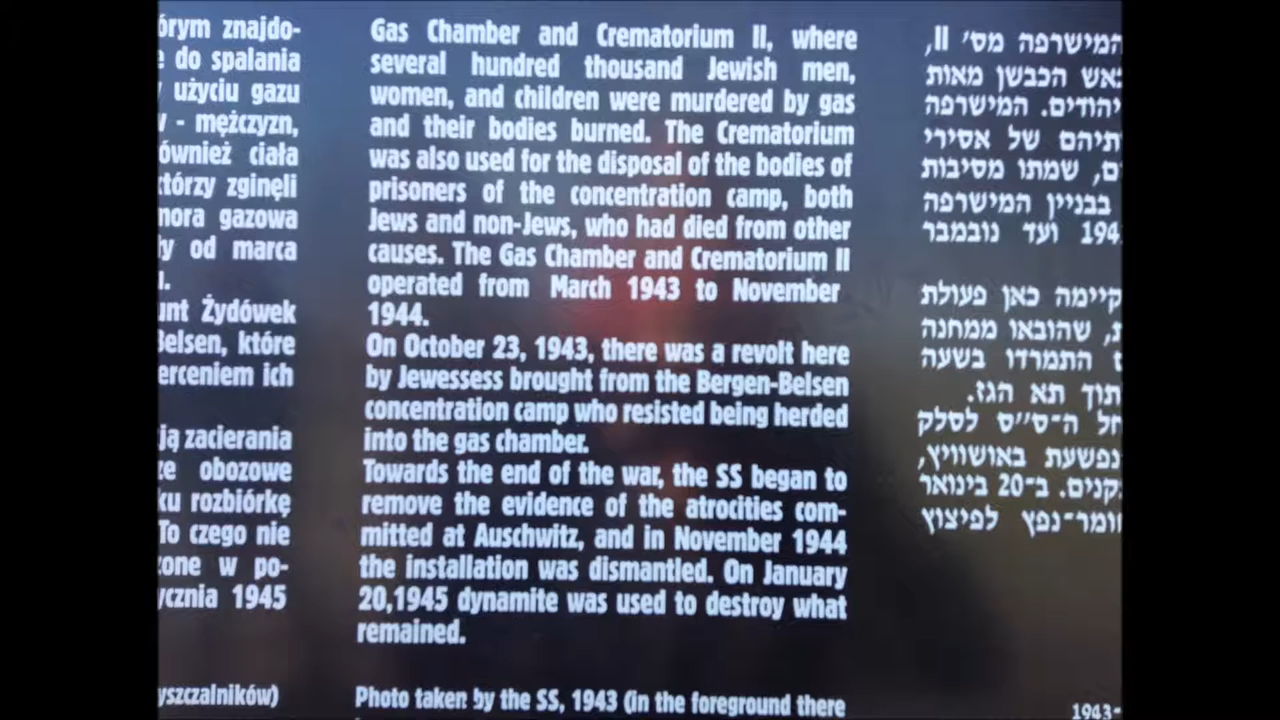 órym znajdo-
do spalania
użyciu gazu
- mężczyzn,
ównież ciała
którzy zginęli
mora gazowa
ły od marca
unt Żydówek
Belsen, które
erceniem ich
ją zacierania
ze obozowe
ku rozbiórkę
To czego nie
zone w po-
ycznia 1945
yszczalników)
Gas Chamber and Crematorium II, where
several hundred thousand Jewish men,
women, and children were murdered by gas
and their bodies burned. The Crematorium
was also used for the disposal of the bodies of
prisoners of the concentration camp, both
Jews and non-Jews, who had died from other
causes. The Gas Chamber and Crematorium II
operated from March 1943 to November
1944.
On October 23, 1943, there was a revolt here
by Jewessess brought from the Bergen-Belsen
concentration camp who resisted being herded
into the gas chamber.
Towards the end of the war, the SS began to
remove the evidence of the atrocities com-
mitted at Auschwitz, and in November 1944
the installation was dismantled. On January
20,1945 dynamite was used to destroy what
remained.
Photo taken by the SS, 1943 (in the foreground there
המישרפה מס' II,
באש הכבשן מאות
יהודים. המישרפה
תיהם של אסירי
ם, שמתו מסיבות
בבניין המישרפה
194 ועד נובמבר
קיימה כאן פעולת
ת, שהובאו ממחנה
התמרדו בשעה
תוך תא הגז.
חל ה־ס״ס לסלק
נפשעת באושוויץ,
קנים. ב־20 בינואר
חומר־נפץ לפיצוץ
1943-